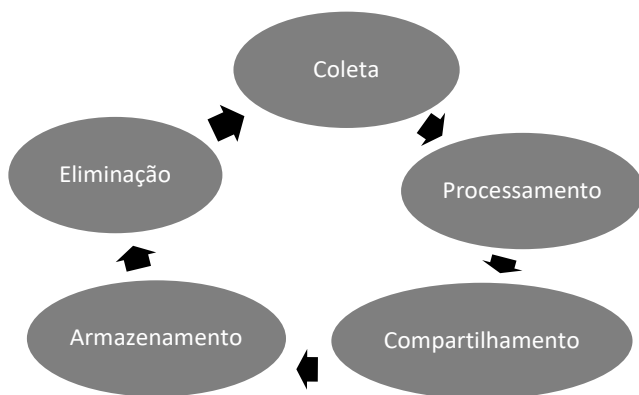 Coleta
Processamento
Compartilhamento
Armazenamento
Eliminação